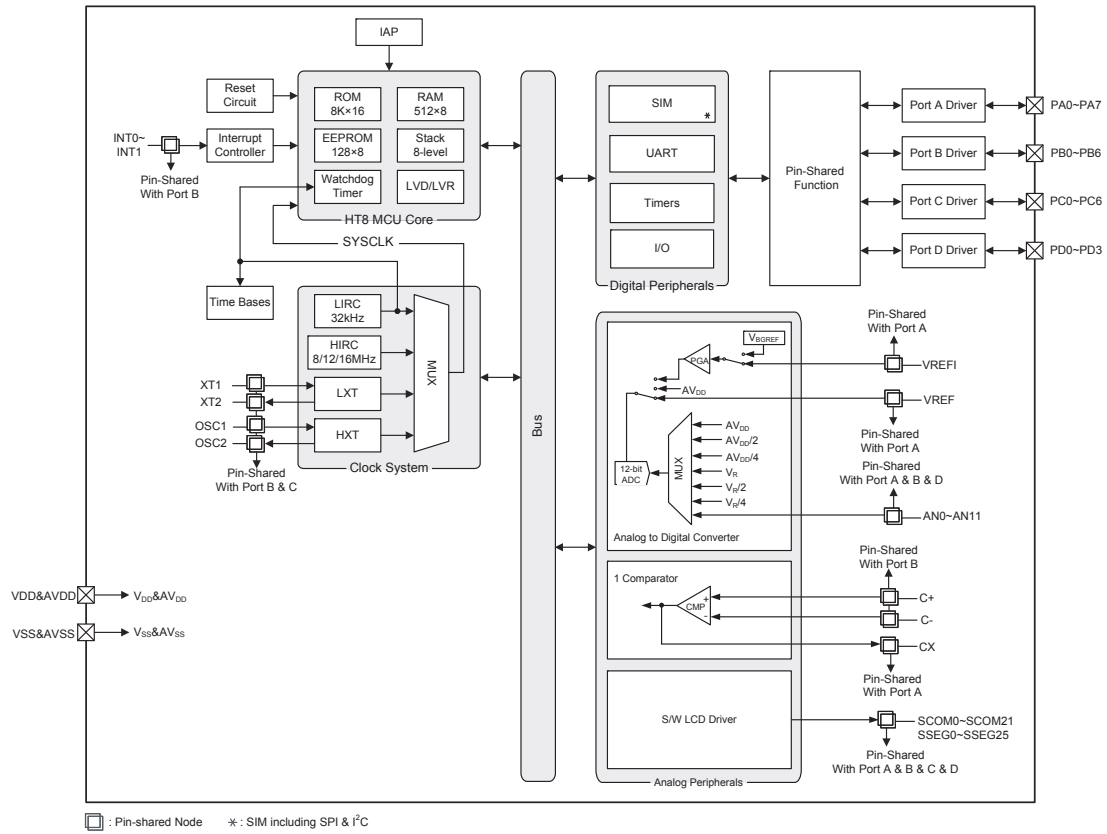 IAP
Reset
Circuit
ROM
8K×16
RAM
512×8
INT0~
INT1
Interrupt
Controller
EEPROM
128×8
Stack
8-level
Pin-Shared
With Port B
Watchdog
Timer
LVD/LVR
HT8 MCU Core
SYSCLK
Time Bases
LIRC
32kHz
HIRC
8/12/16MHz
MUX
XT1
XT2
LXT
OSC1
OSC2
HXT
Pin-Shared
With Port B & C
Clock System
Bus
SIM
*
UART
Timers
I/O
Digital Peripherals
Pin-Shared
Function
Port A Driver
PA0~PA7
Port B Driver
PB0~PB6
Port C Driver
PC0~PC6
Port D Driver
PD0~PD3
Pin-Shared
With Port A
VBGREF
PGA
VREFI
AVDD
VREF
Pin-Shared
With Port A
12-bit
ADC
MUX
AVDD
AVDD/2
AVDD/4
VR
VR/2
VR/4
Pin-Shared
With Port A & B & D
AN0~AN11
Analog to Digital Converter
Pin-Shared
With Port B
1 Comparator
CMP
+
-
C+
C-
CX
Pin-Shared
With Port A
S/W LCD Driver
SCOM0~SCOM21
SSEG0~SSEG25
Pin-Shared
With Port A & B & C & D
Analog Peripherals
VDD&AVDD
VDD&AVDD
VSS&AVSS
VSS&AVSS
: Pin-shared Node
* : SIM including SPI & I²C